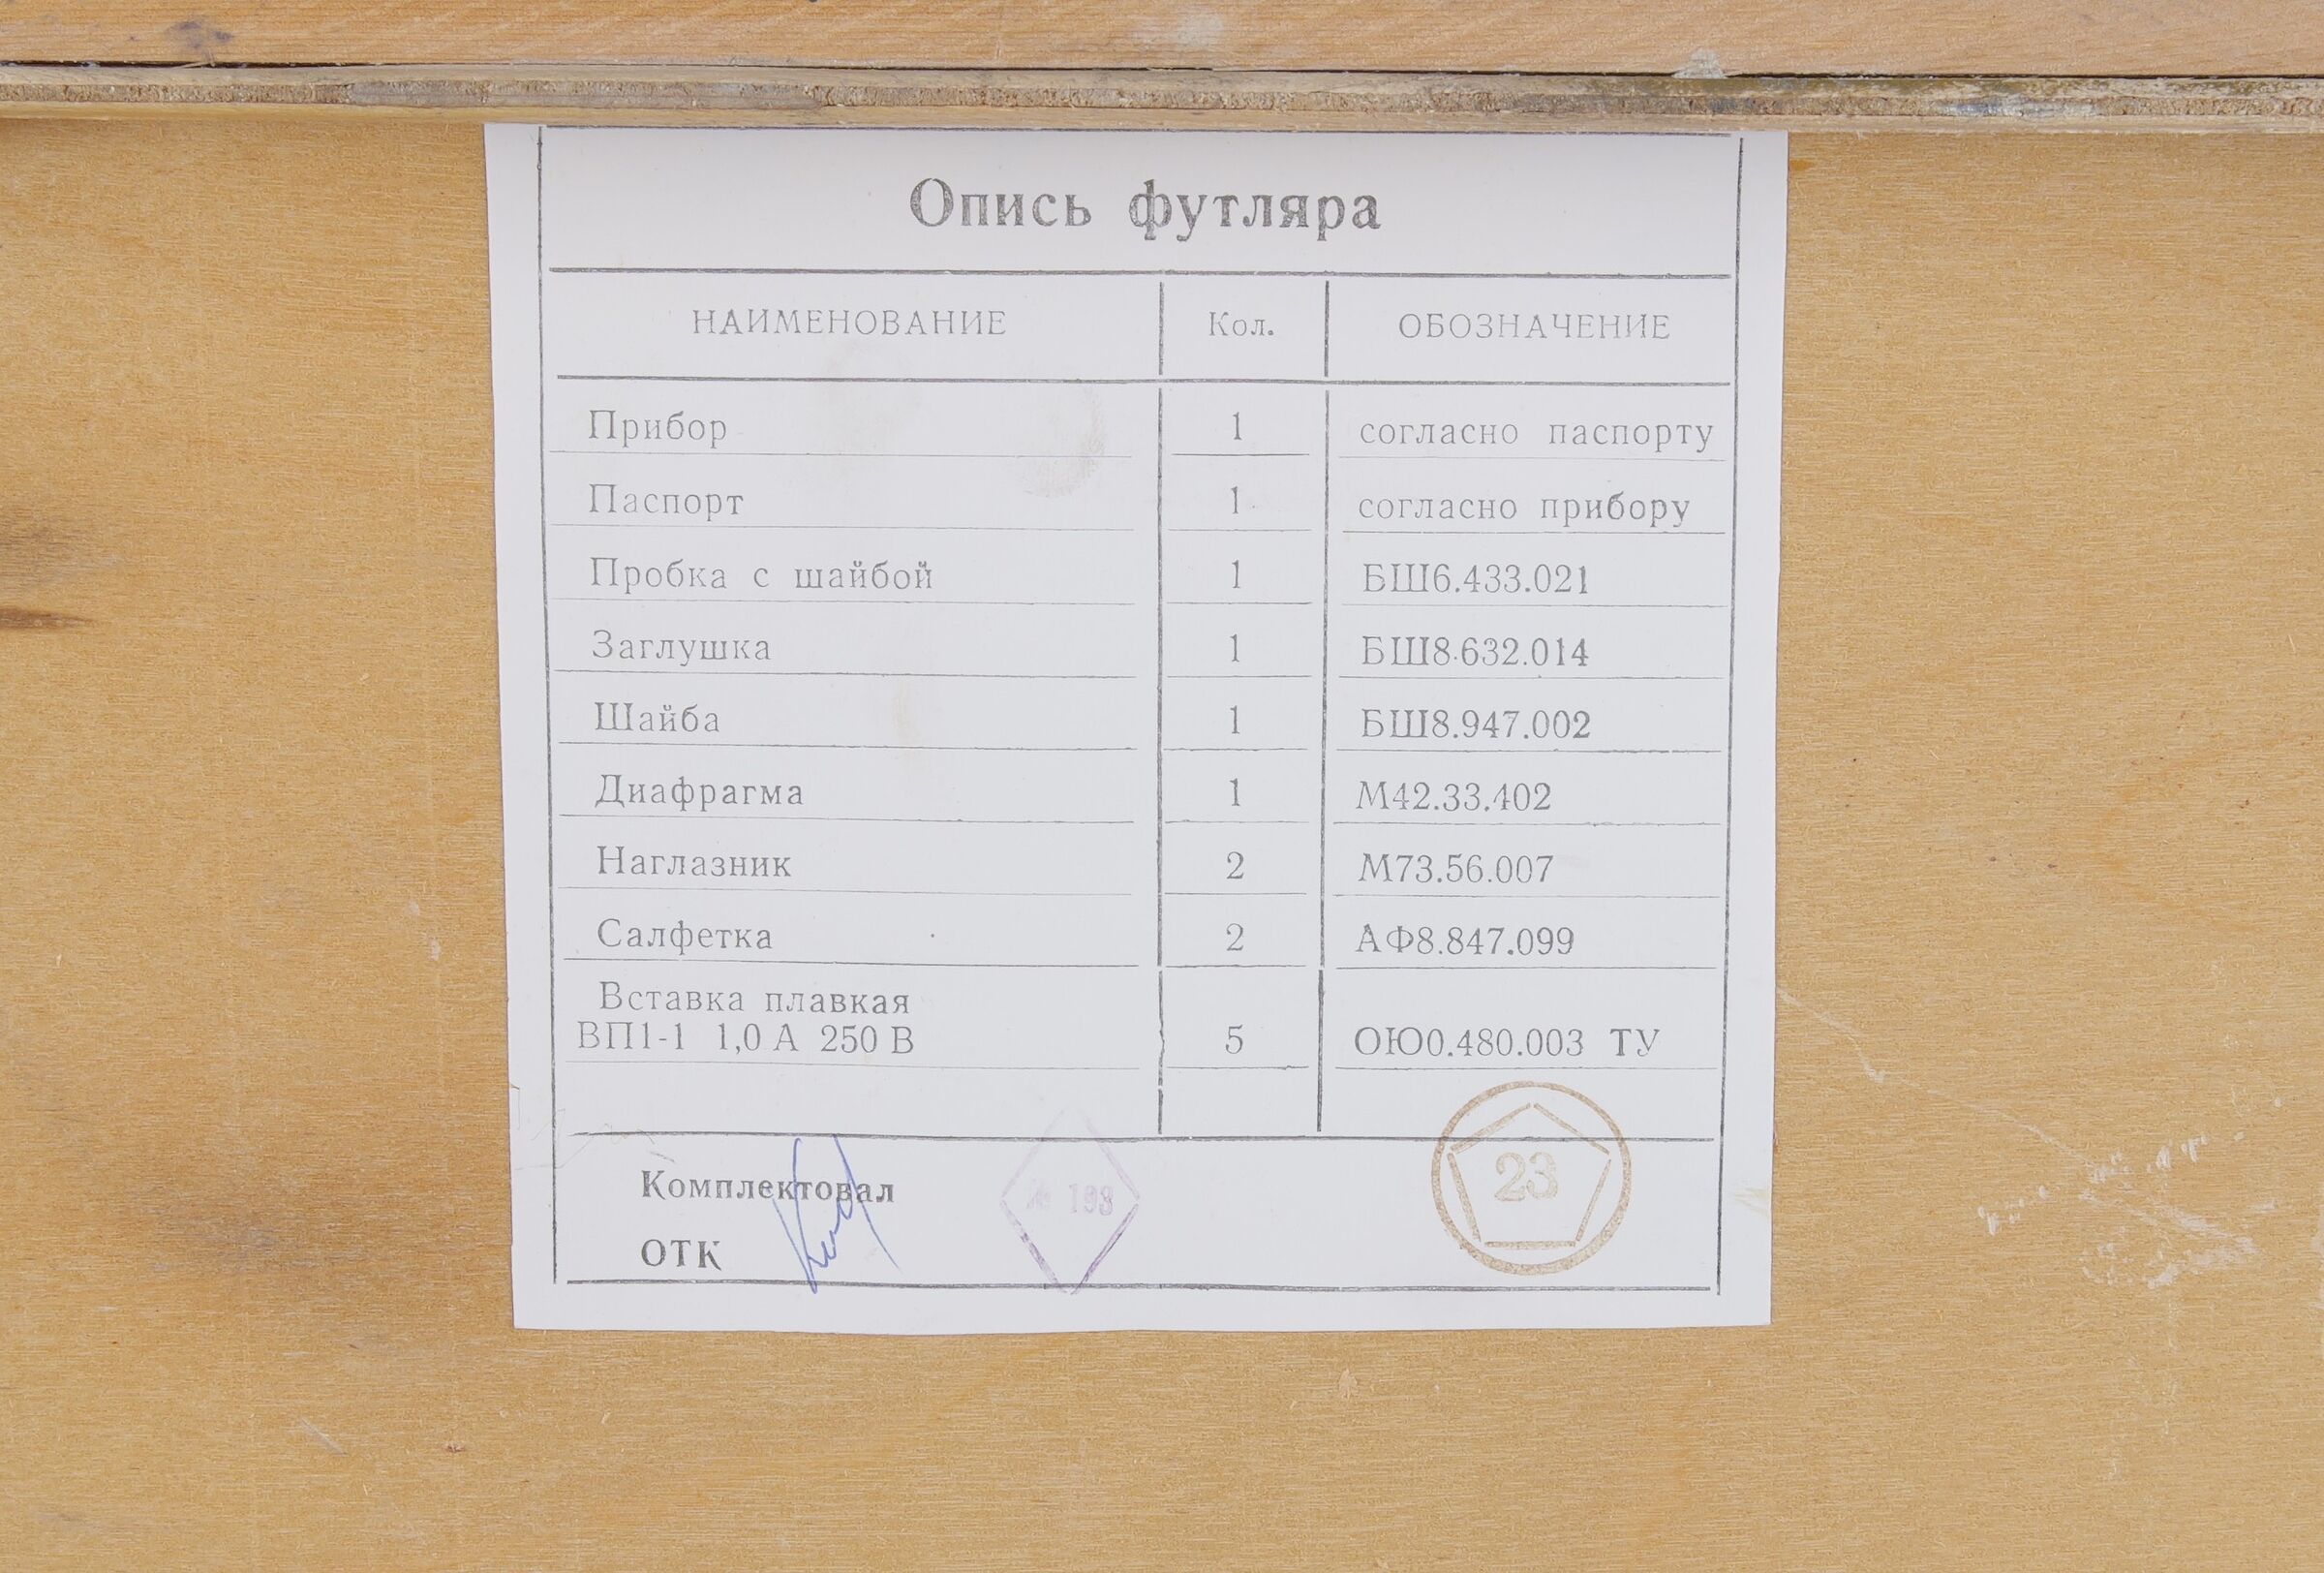 Опись футляра
НАИМЕНОВАНИЕ Кол. ОБОЗНАЧЕНИЕ
Прибор 1 согласно паспорту
Паспорт 1 согласно прибору
Пробка с шайбой 1 БШ6.433.021
Заглушка 1 БШ8.632.014
Шайба 1 БШ8.947.002
Диафрагма 1 М42.33.402
Наглазник 2 М73.56.007
Салфетка 2 АФ8.847.099
Вставка плавкая
ВП1-1 1,0 А 250 В 5 ОЮ0.480.003 ТУ
Комплектовал
ОТК
23